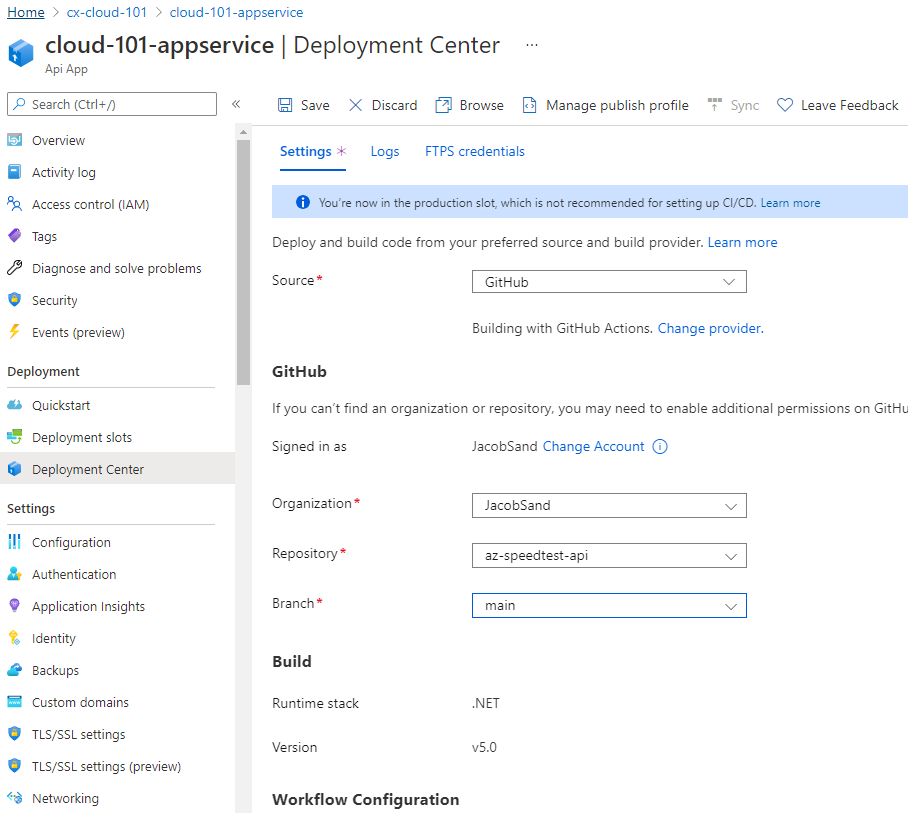 Home > cx-cloud-101 > cloud-101-appservice
cloud-101-appservice | Deployment Center ...
Api App
Search (Ctrl+/) «
Overview
Activity log
Access control (IAM)
Tags
Diagnose and solve problems
Security
Events (preview)
Deployment
Quickstart
Deployment slots
Deployment Center
Settings
Configuration
Authentication
Application Insights
Identity
Backups
Custom domains
TLS/SSL settings
TLS/SSL settings (preview)
Networking
Save Discard Browse Manage publish profile Sync Leave Feedback
Settings * Logs FTPS credentials
You're now in the production slot, which is not recommended for setting up CI/CD. Learn more
Deploy and build code from your preferred source and build provider. Learn more
Source* GitHub
Building with GitHub Actions. Change provider.
GitHub
If you can't find an organization or repository, you may need to enable additional permissions on GitHu
Signed in as JacobSand Change Account
Organization* JacobSand
Repository* az-speedtest-api
Branch* main
Build
Runtime stack .NET
Version v5.0
Workflow Configuration